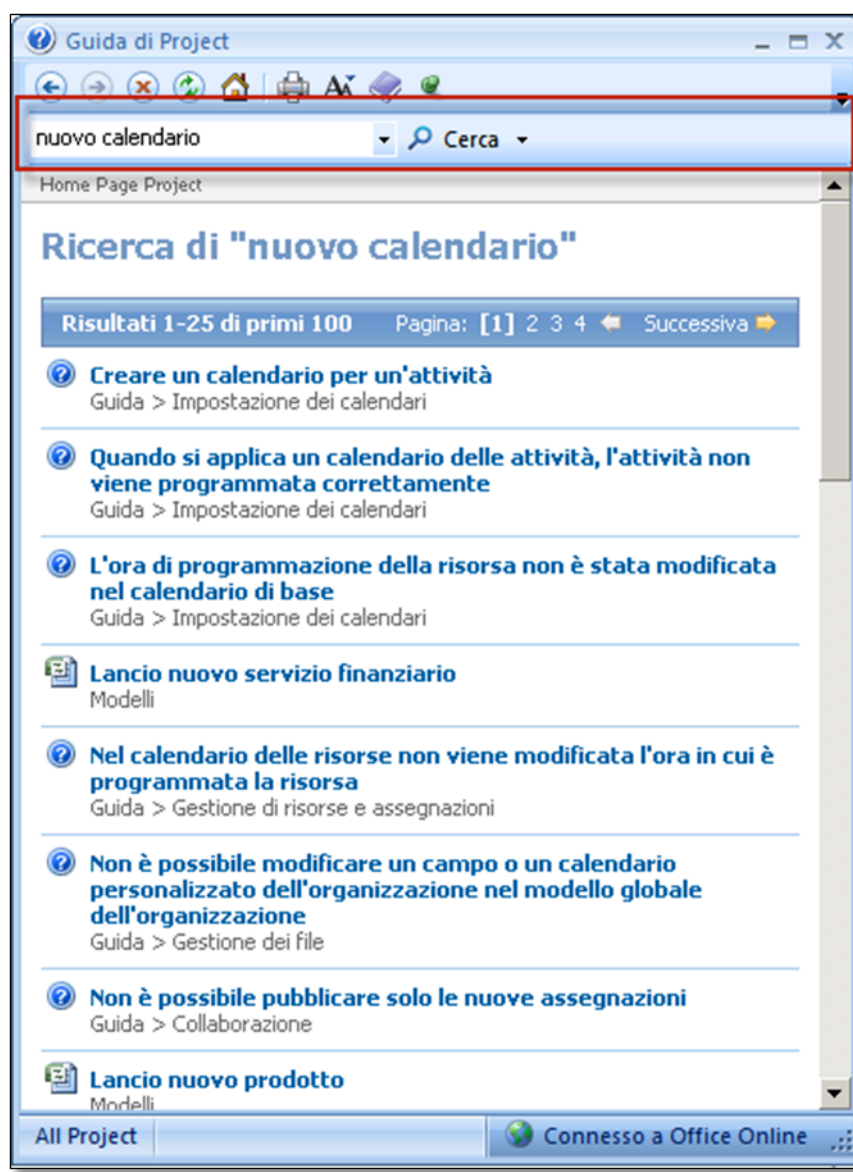 Guida di Project
nuovo calendario
Cerca
Home Page Project
Ricerca di "nuovo calendario"
Risultati 1-25 di primi 100 Pagina: [1] 2 3 4 Successiva
Creare un calendario per un'attività
Guida > Impostazione dei calendari
Quando si applica un calendario delle attività, l'attività non
viene programmata correttamente
Guida > Impostazione dei calendari
L'ora di programmazione della risorsa non è stata modificata
nel calendario di base
Guida > Impostazione dei calendari
Lancio nuovo servizio finanziario
Modelli
Nel calendario delle risorse non viene modificata l'ora in cui è
programmata la risorsa
Guida > Gestione di risorse e assegnazioni
Non è possibile modificare un campo o un calendario
personalizzato dell'organizzazione nel modello globale
dell'organizzazione
Guida > Gestione dei file
Non è possibile pubblicare solo le nuove assegnazioni
Guida > Collaborazione
Lancio nuovo prodotto
Modelli
All Project
Connesso a Office Online